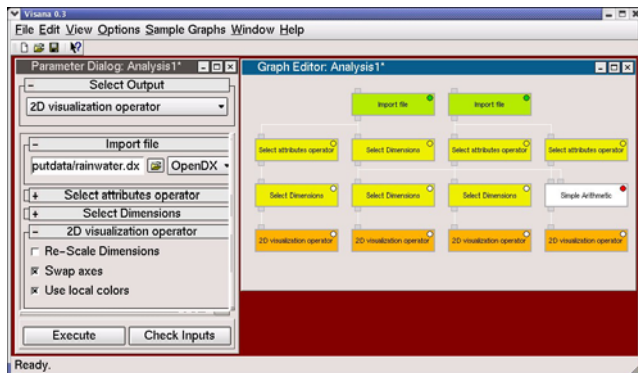 Visana 0.3
File Edit View Options Sample Graphs Window Help
Parameter Dialog: Analysis1*
Select Output
2D visualization operator
Import file
putdata/rainwater.dx OpenDX
Select attributes operator
Select Dimensions
2D visualization operator
Re-Scale Dimensions
Swap axes
Use local colors
Execute Check Inputs
Graph Editor: Analysis1*
Import file Import file
Select attributes operator Select Dimensions Select attributes operator Select attributes operator
Select Dimensions Select Dimensions Select Dimensions Simple Arithmetic
2D visualization operator 2D visualization operator 2D visualization operator 2D visualization operator
Ready.